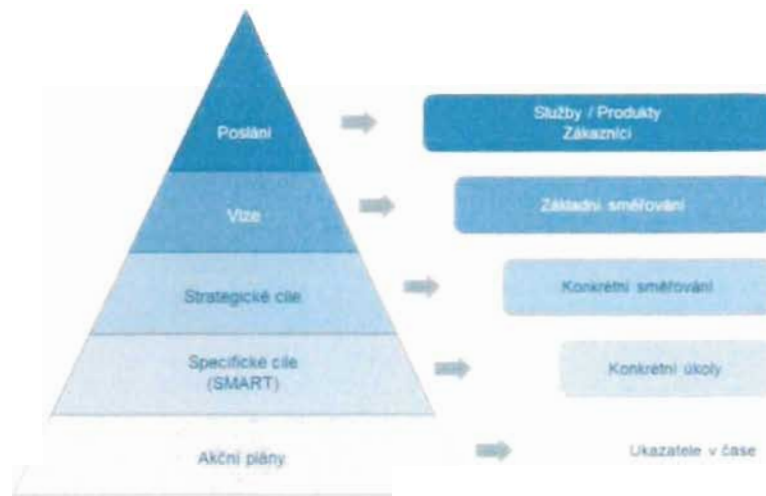 Poslání
Služby / Produkty
Zákazníci
Vize
Základní směřování
Strategické cíle
Konkrétní směřování
Specifické cíle
(SMART)
Konkrétní úkoly
Akční plány
Ukazatele v čase